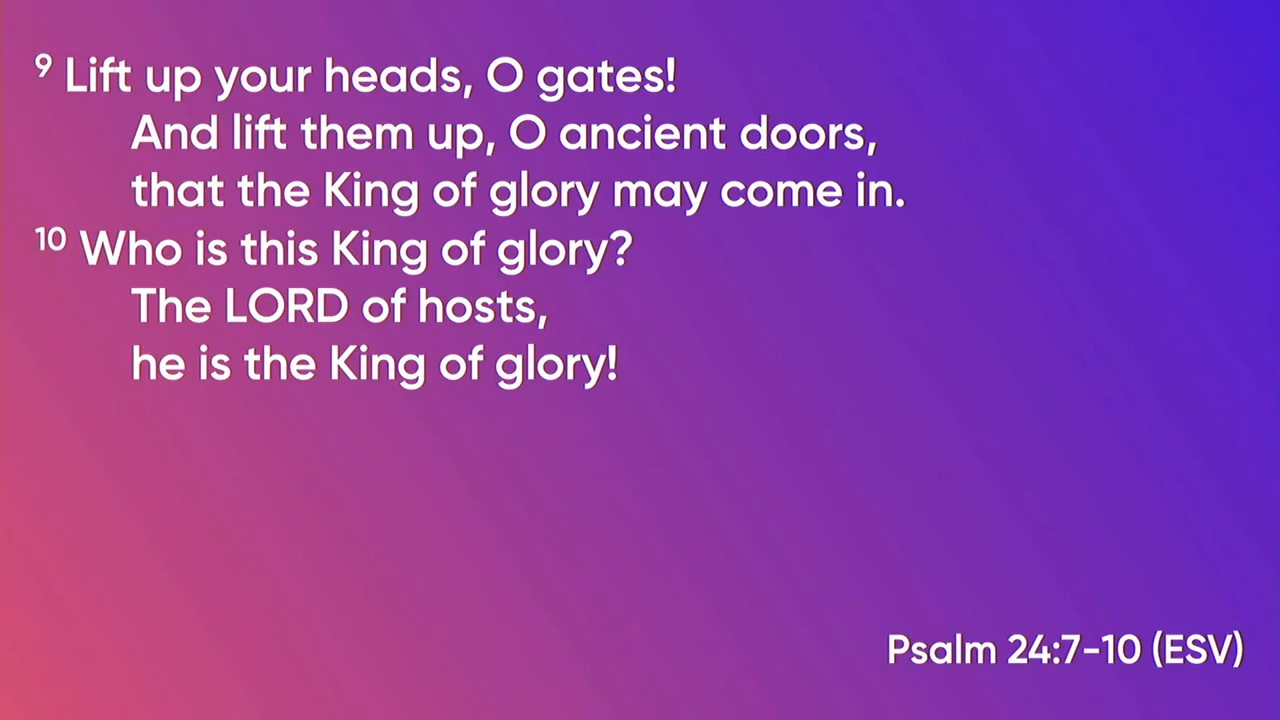 9 Lift up your heads, O gates!
And lift them up, O ancient doors,
that the King of glory may come in.
10 Who is this King of glory?
The LORD of hosts,
he is the King of glory!
Psalm 24:7-10 (ESV)